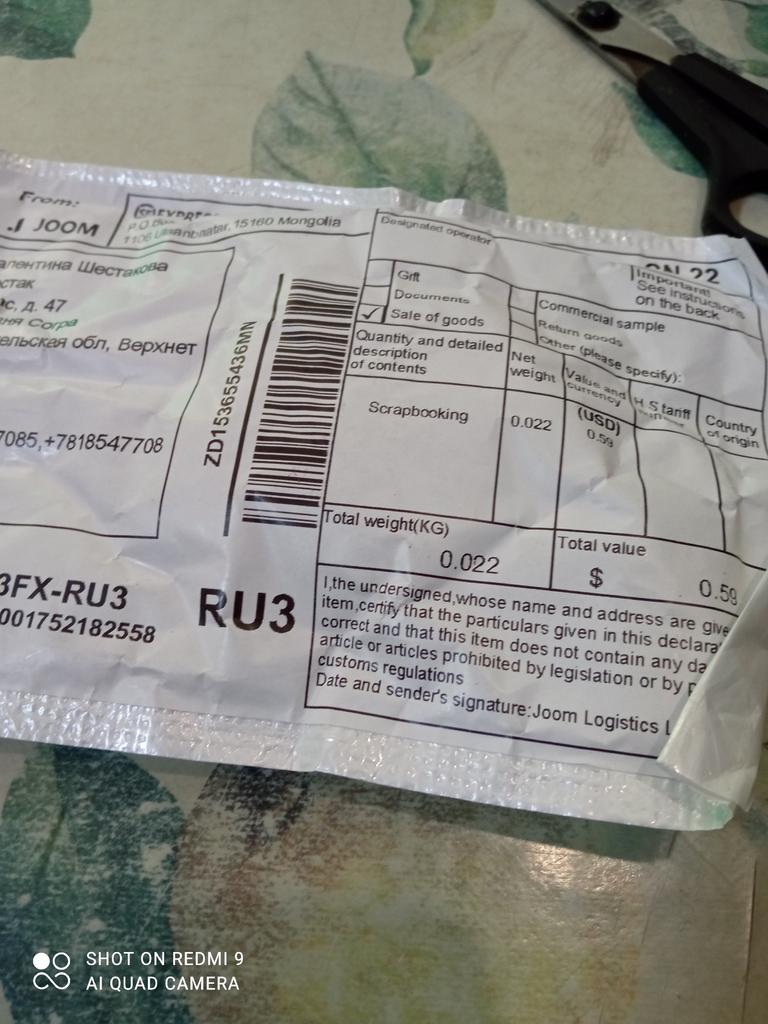 From:
JOOM
EXPRES
P.O.Box
1106 Ulaanbaatar, 15160 Mongolia
алентина Шестакова
стак
ас, д. 47
вня Согра
ельская обл, Верхнет
7085,+7818547708
3FX-RU3
001752182558
ZD153655436MN
RU3
Designated operator
CN 22
Important!
See instructions
on the back
Gift
Documents
✓ Sale of goods
Commercial sample
Return goods
Other (please specify):
Quantity and detailed
description
of contents
Net
weight
Value and
currency
(USD)
H S tariff
Country
of origin
Scrapbooking
0.022
0.59
Total weight(KG)
0.022
Total value
$ 0.59
I,the undersigned,whose name and address are give
item,certify that the particulars given in this declara
correct and that this item does not contain any da
article or articles prohibited by legislation or by p
customs regulations
Date and sender's signature:Joom Logistics L
SHOT ON REDMI 9
AI QUAD CAMERA